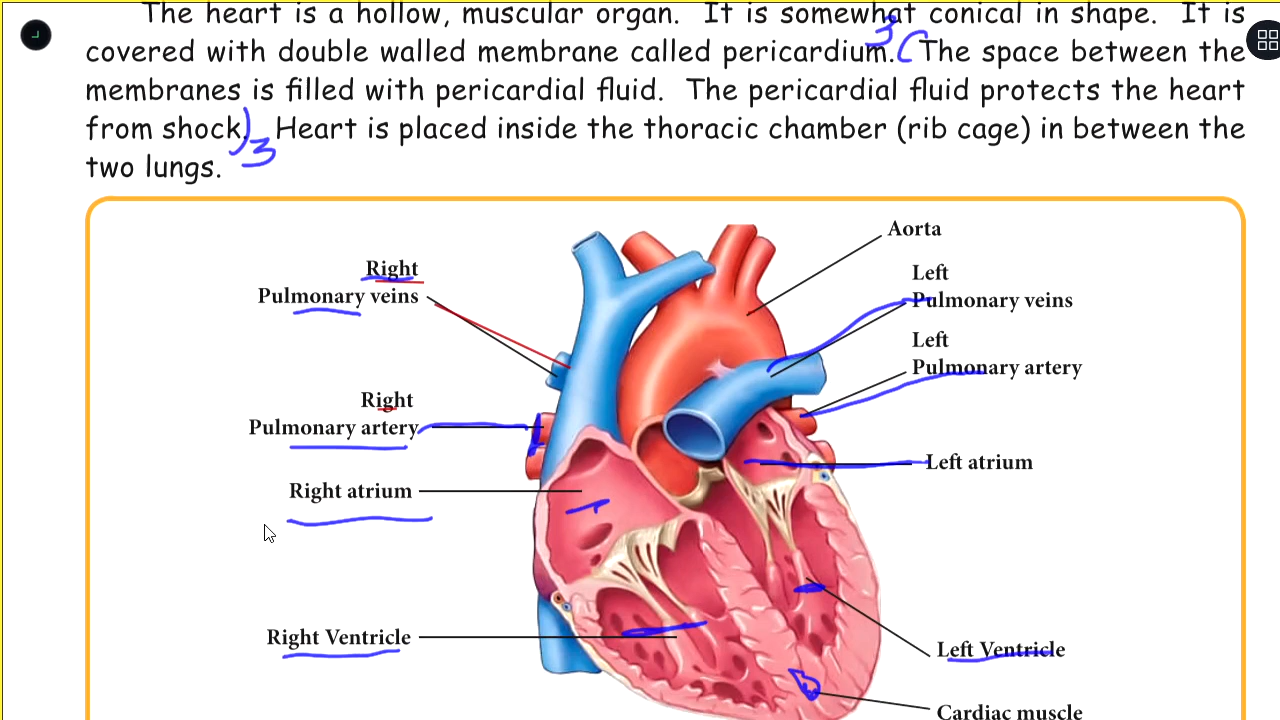 The heart is a hollow, muscular organ. It is somewhat conical in shape. It is
covered with double walled membrane called pericardium. 3 ( The space between the
membranes is filled with pericardial fluid. The pericardial fluid protects the heart
from shock. ) 3 Heart is placed inside the thoracic chamber (rib cage) in between the
two lungs.
Aorta
Right
Pulmonary veins
Left
Pulmonary veins
Left
Pulmonary artery
Right
Pulmonary artery
Left atrium
Right atrium
Right Ventricle
Left Ventricle
Cardiac muscle